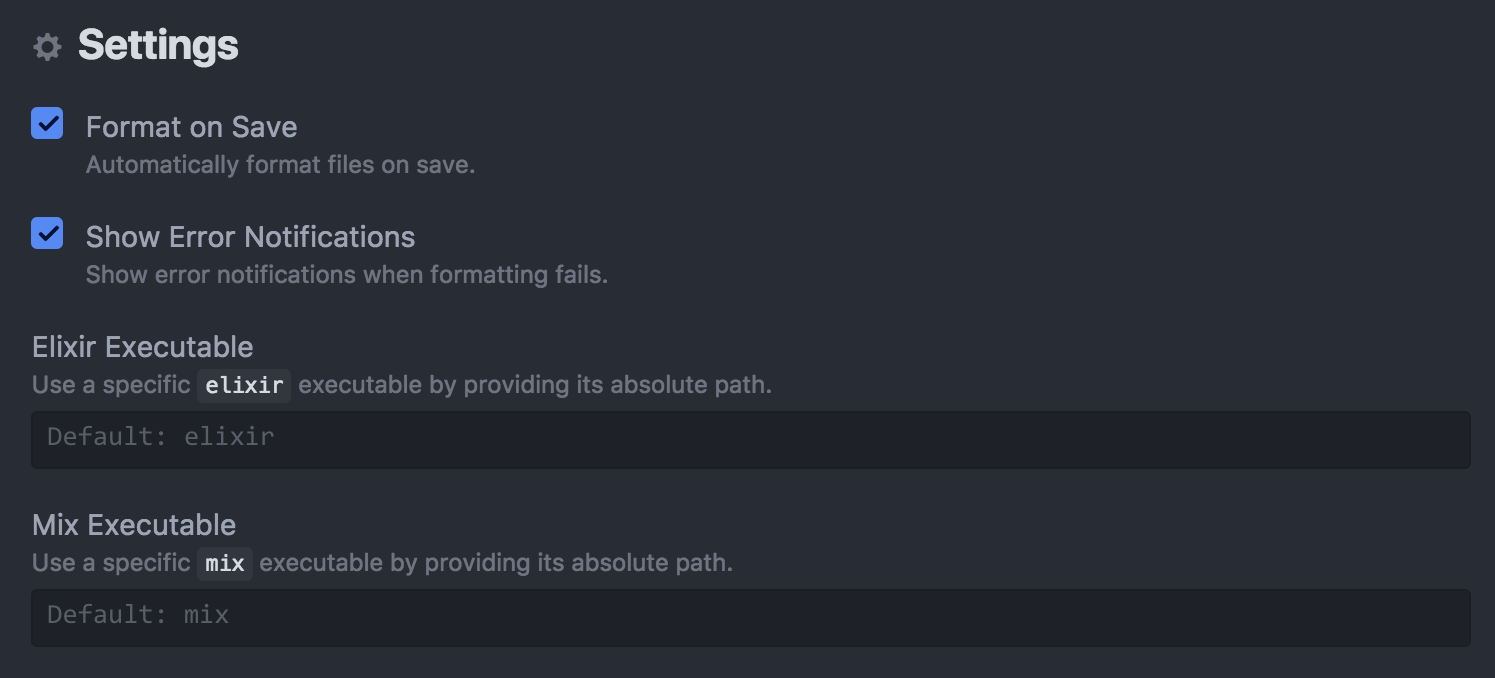 Settings
Format on Save
Automatically format files on save.
Show Error Notifications
Show error notifications when formatting fails.
Elixir Executable
Use a specific elixir executable by providing its absolute path.
Default: elixir
Mix Executable
Use a specific mix executable by providing its absolute path.
Default: mix